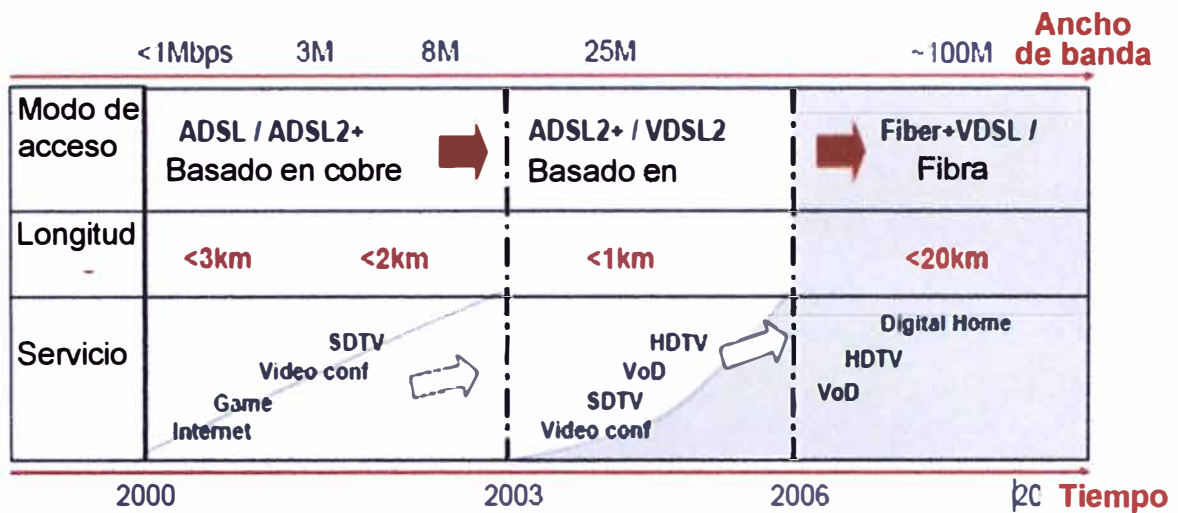 Ancho
<1Mbps 3M 8M 25M ~100M de banda
Modo de acceso
ADSL / ADSL2+
Basado en cobre
ADSL2+ / VDSL2
Basado en
Fiber+VDSL /
Fibra
Longitud
<3km <2km <1km <20km
Servicio
SDTV
Video conf
Game
Internet
HDTV
VoD
SDTV
Video conf
Digital Home
HDTV
VoD
2000 2003 2006 Tiempo